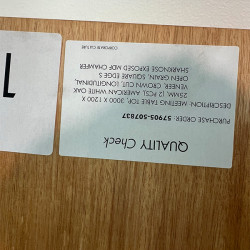 QUALITY Check
PURCHASE ORDER: 57905-507837
DESCRIPTION: MEETING TABLE TOP, 3000 X 1200 X
25MM, (2 PCS), AMERICAN WHITE OAK
VENEER: CROWN CUT, LONGITUDINAL
OPEN GRAIN, SQUARE EDGE S
SHARKNOSE EXPOSED MDF CHAMFER
CORPORATE CULTURE
1